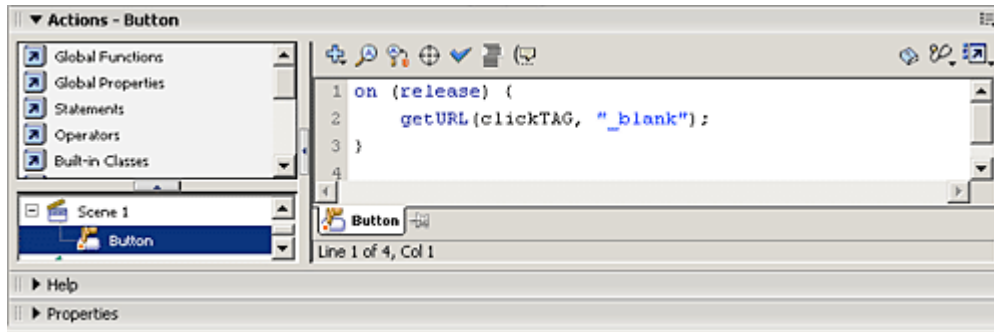 Actions - Button
Global Functions
Global Properties
Statements
Operators
Built-in Classes
Scene 1
Button
1 on (release) {
2 getURL(clickTAG, "_blank");
3 }
4
Button
Line 1 of 4, Col 1
Help
Properties